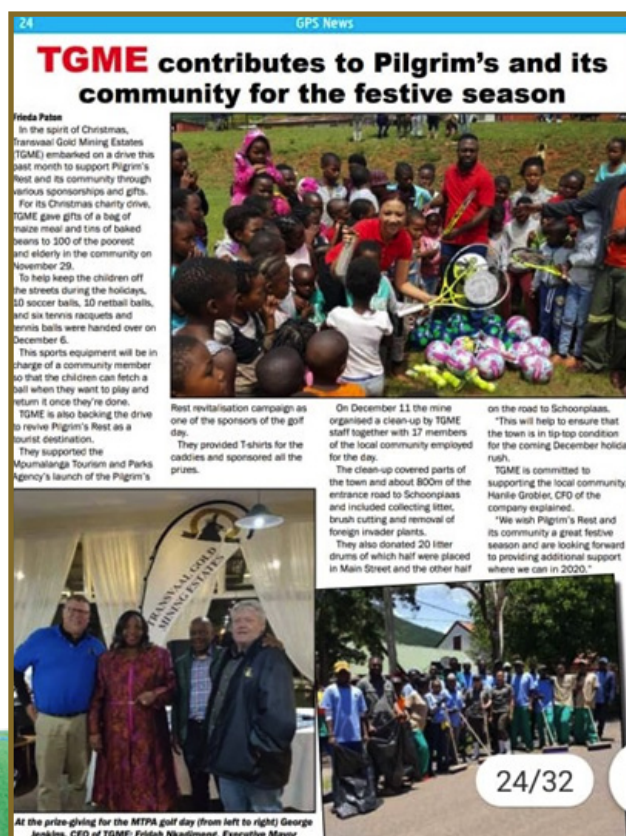 24
GPS News
TGME contributes to Pilgrim's and its
community for the festive season
Frieda Paton
In the spirit of Christmas,
Transvaal Gold Mining Estates
(TGME) embarked on a drive this
past month to support Pilgrim's
Rest and its community through
various sponsorships and gifts.
For its Christmas charity drive,
TGME gave gifts of a bag of
maize meal and tins of baked
beans to 100 of the poorest
and elderly in the community on
November 29.
To help keep the children off
the streets during the holidays,
10 soccer balls, 10 netball balls,
and six tennis racquets and
tennis balls were handed over on
December 6.
This sports equipment will be in
charge of a community member
so that the children can fetch a
ball when they want to play and
return it once they're done.
TGME is also backing the drive
to revive Pilgrim's Rest as a
tourist destination.
They supported the
Mpumalanga Tourism and Parks
Agency's launch of the Pilgrim's
Rest revitalisation campaign as
one of the sponsors of the golf
day.
They provided T-shirts for the
caddies and sponsored all the
prizes.
On December 11 the mine
organised a clean-up by TGME
staff together with 17 members
of the local community employed
for the day.
The clean-up covered parts of
the town and about 800m of the
entrance road to Schoonplaas
and included collecting litter,
brush cutting and removal of
foreign invader plants.
They also donated 20 litter
drums of which half were placed
in Main Street and the other half
on the road to Schoonplaas.
"This will help to ensure that
the town is in tip-top condition
for the coming December holida
rush.
TGME is committed to
supporting the local community,
Hanlie Grobler, CFO of the
company explained.
"We wish Pilgrim's Rest and
its community a great festive
season and are looking forward
to providing additional support
where we can in 2020."
TRANSVAAL GOLD
MINING ESTATES
At the prize-giving for the MTPA golf day (from left to right) George
Jenkins, CEO of TGME; Fridah Nkadimeng, Executive Mayor
24/32